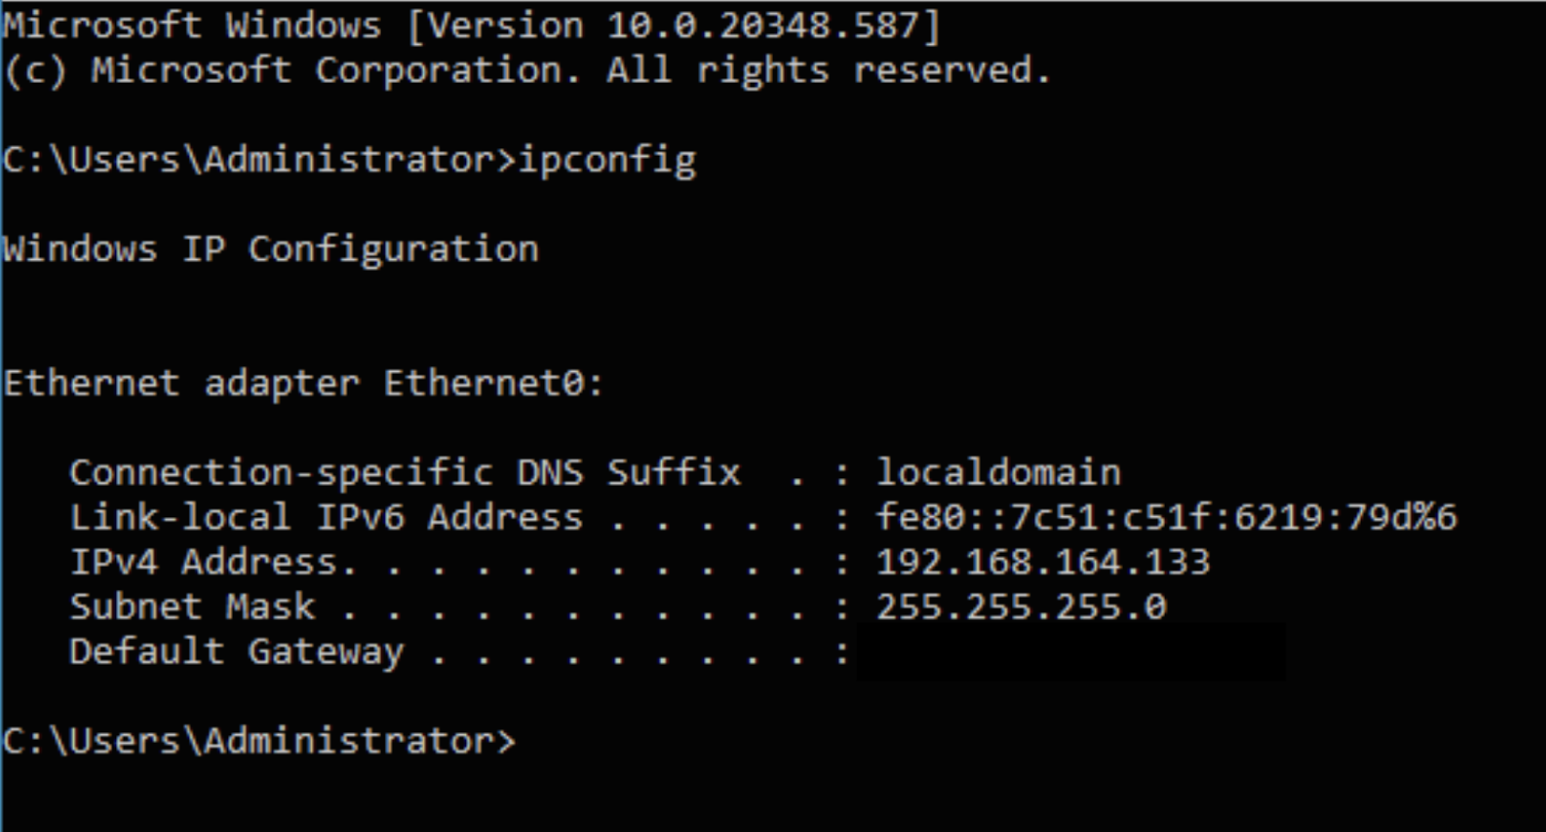 Microsoft Windows [Version 10.0.20348.587]
(c) Microsoft Corporation. All rights reserved.
C:\Users\Administrator>ipconfig
Windows IP Configuration
Ethernet adapter Ethernet0:
Connection-specific DNS Suffix  . : localdomain
Link-local IPv6 Address . . . . . : fe80::7c51:c51f:6219:79d%6
IPv4 Address. . . . . . . . . . . : 192.168.164.133
Subnet Mask . . . . . . . . . . . : 255.255.255.0
Default Gateway . . . . . . . . . :
C:\Users\Administrator>